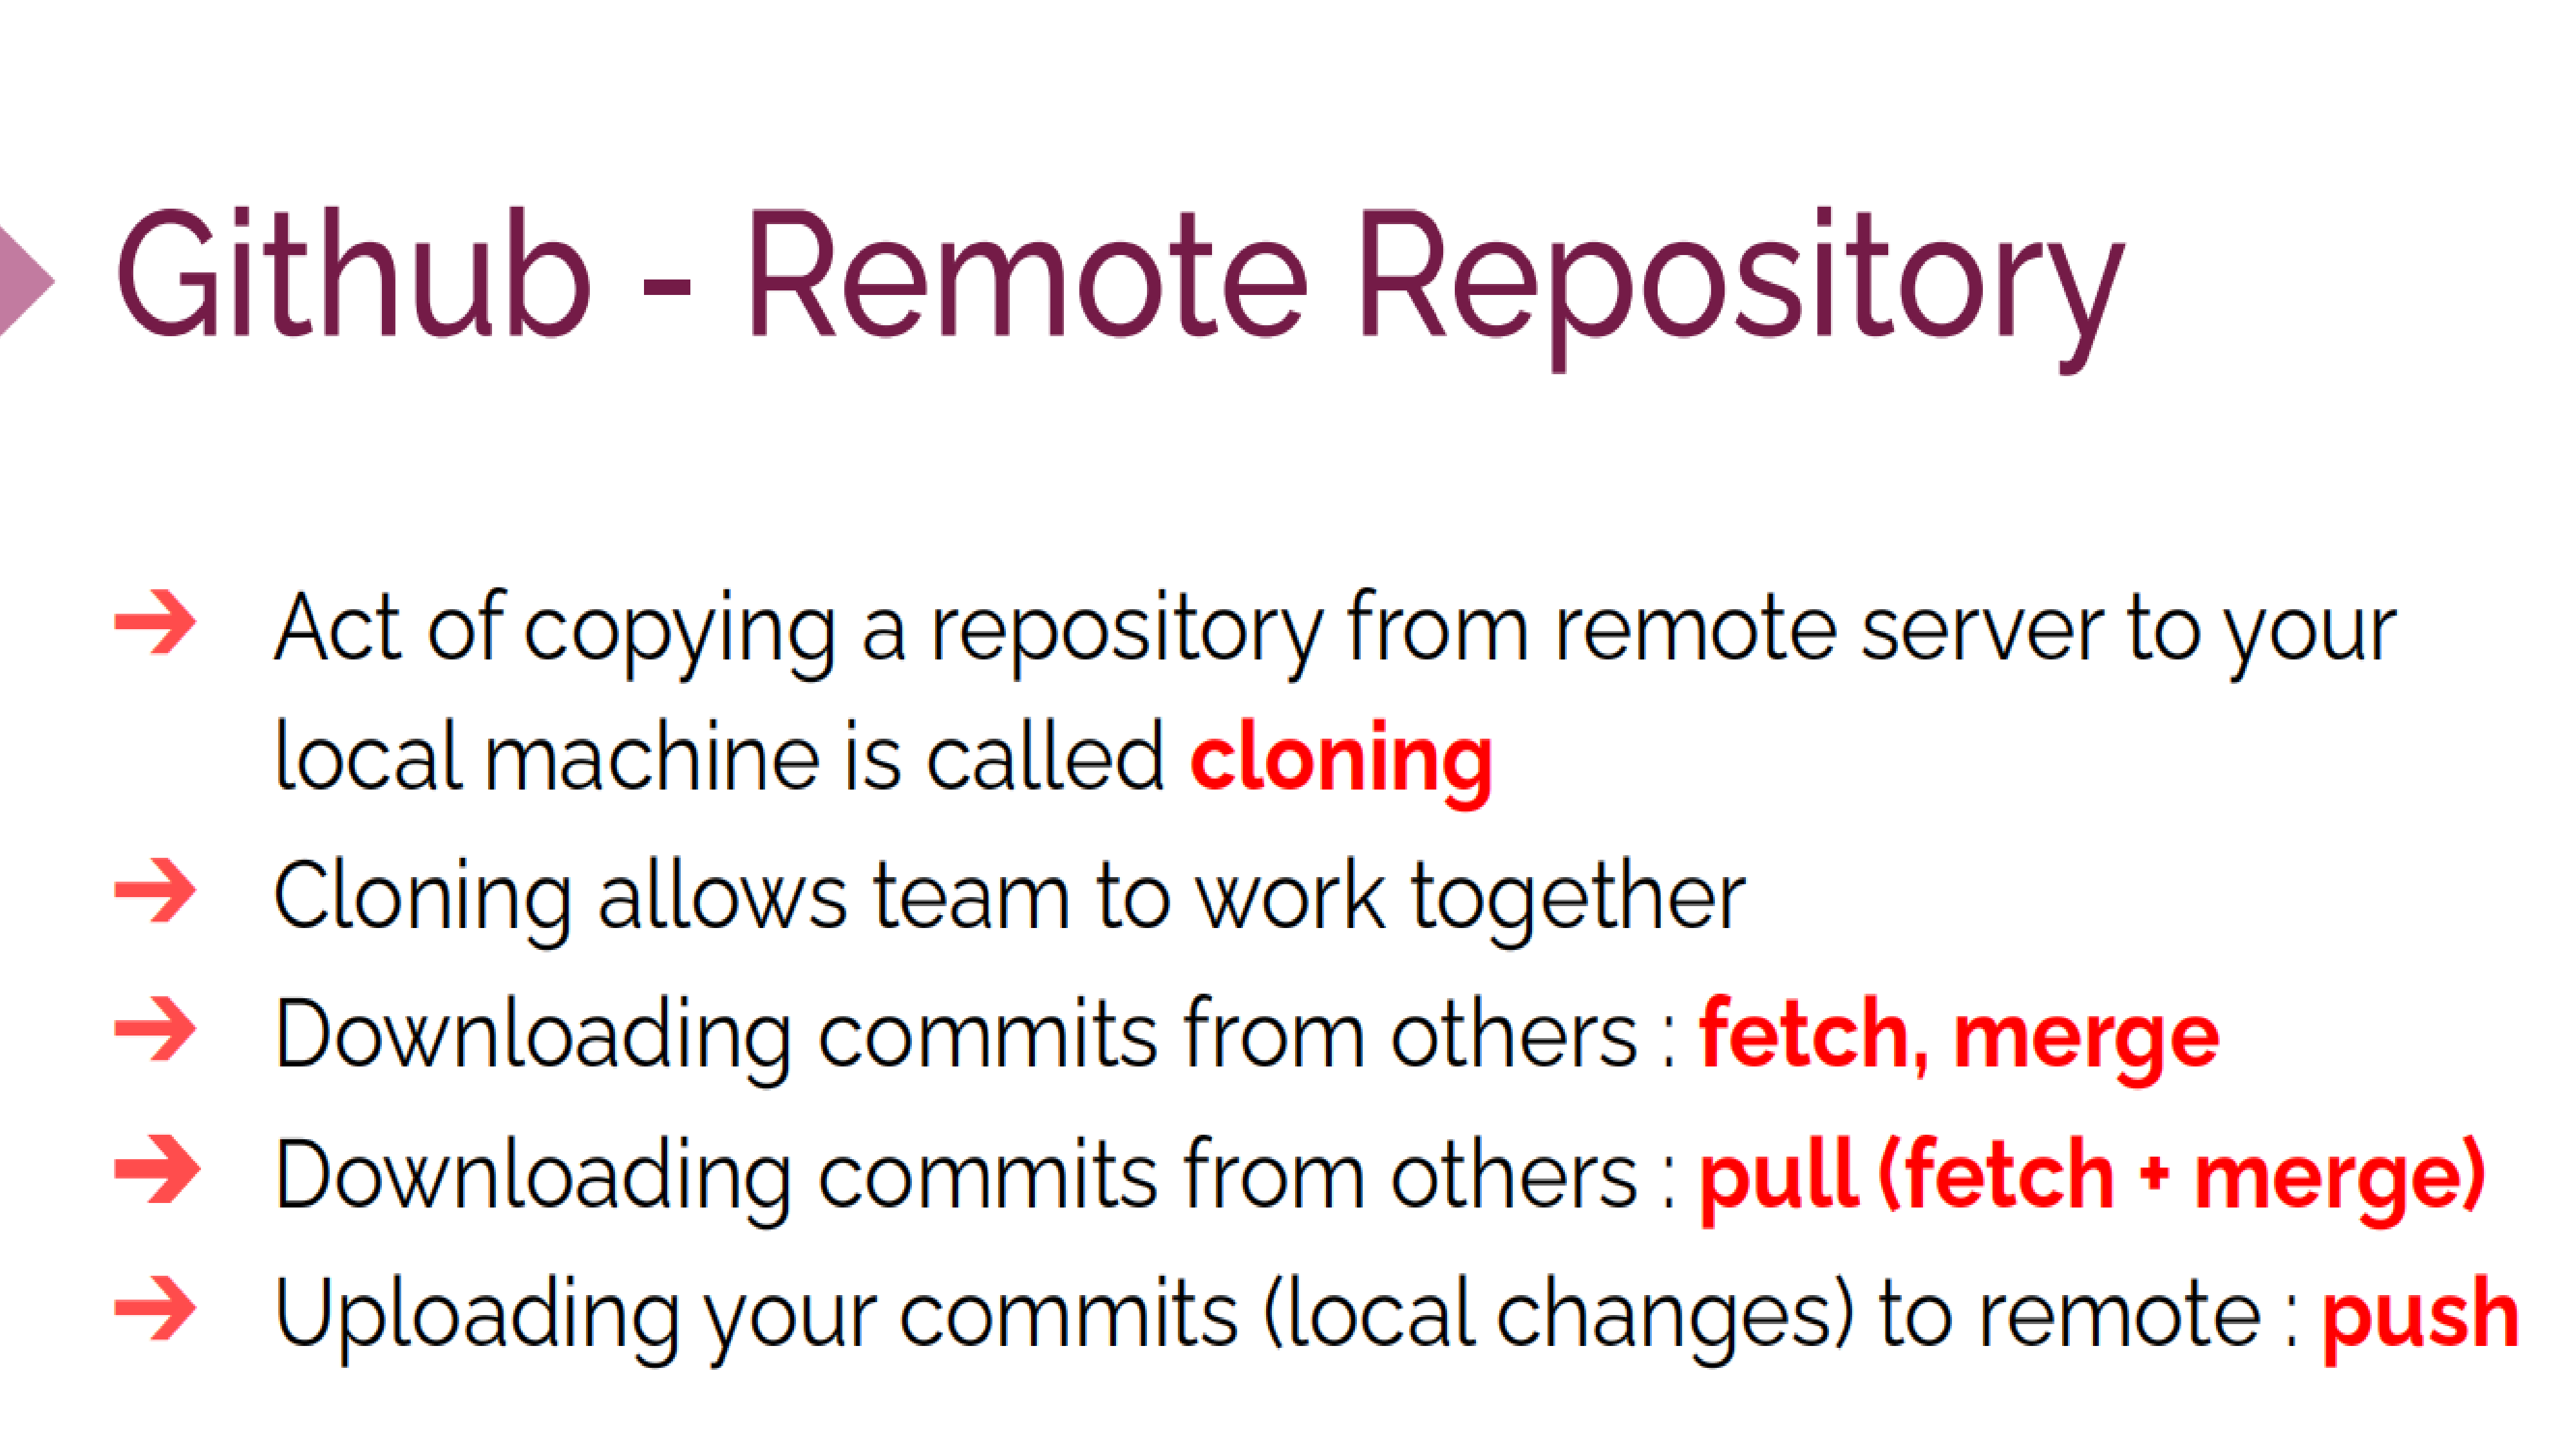 Github - Remote Repository
➔ Act of copying a repository from remote server to your
local machine is called cloning
➔ Cloning allows team to work together
➔ Downloading commits from others : fetch, merge
➔ Downloading commits from others : pull (fetch + merge)
➔ Uploading your commits (local changes) to remote : push